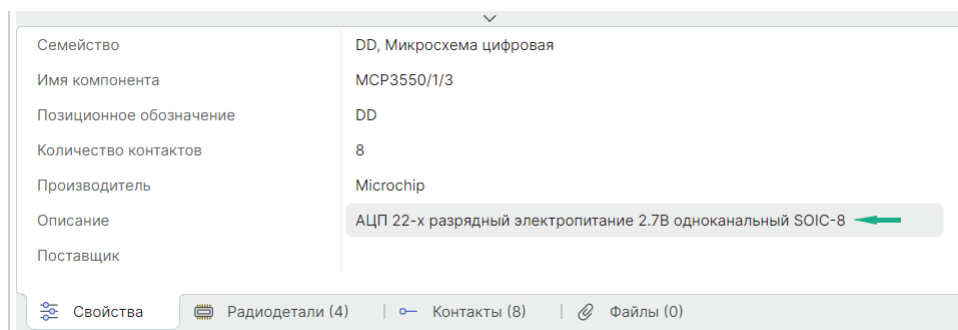 Семейство DD, Микросхема цифровая
Имя компонента MCP3550/1/3
Позиционное обозначение DD
Количество контактов 8
Производитель Microchip
Описание АЦП 22-х разрядный электропитание 2.7В одноканальный SOIC-8
Поставщик
Свойства Радиодетали (4) Контакты (8) Файлы (0)